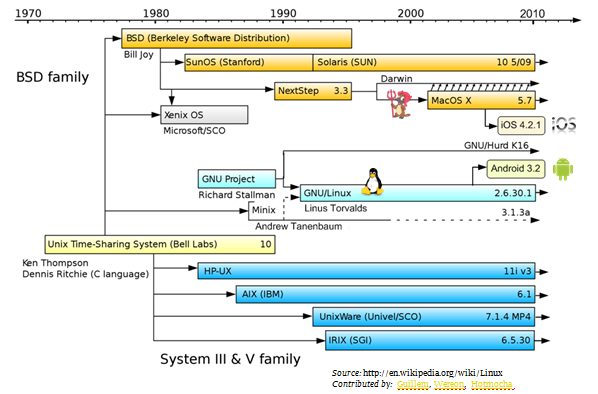 1970 1980 1990 2000 2010
BSD (Berkeley Software Distribution)
Bill Joy
SunOS (Stanford) Solaris (SUN) 10 5/09
BSD family
Darwin
NextStep 3.3
MacOS X 5.7
Xenix OS
Microsoft/SCO
iOS 4.2.1 iOS
GNU/Hurd K16
Android 3.2
GNU Project
Richard Stallman
GNU/Linux 2.6.30.1
Linus Torvalds
Minix 3.1.3a
Andrew Tanenbaum
Unix Time-Sharing System (Bell Labs) 10
Ken Thompson
Dennis Ritchie (C language)
HP-UX 11i v3
AIX (IBM) 6.1
UnixWare (Univel/SCO) 7.1.4 MP4
IRIX (SGI) 6.5.30
System III & V family
Source: http://en.wikipedia.org/wiki/Linux
Contributed by: Guillem, Wereon, Hotmocha